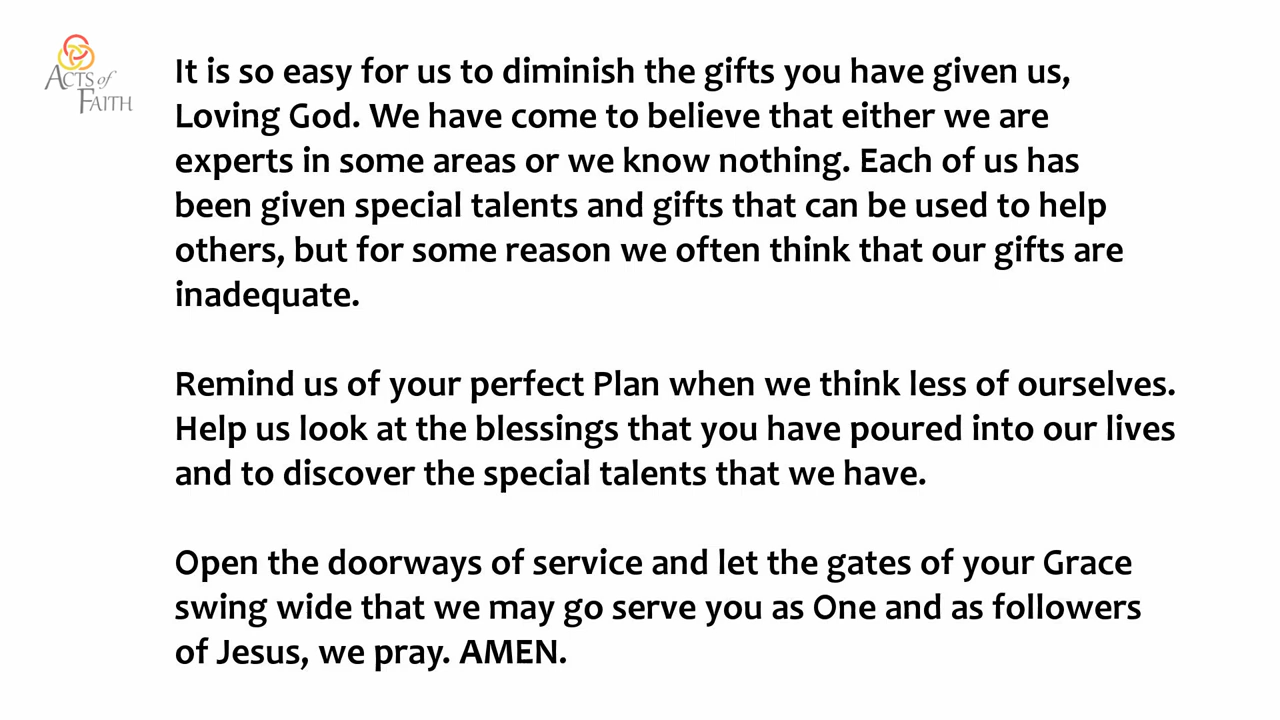 ACTS of
FAITH
It is so easy for us to diminish the gifts you have given us,
Loving God. We have come to believe that either we are
experts in some areas or we know nothing. Each of us has
been given special talents and gifts that can be used to help
others, but for some reason we often think that our gifts are
inadequate.
Remind us of your perfect Plan when we think less of ourselves.
Help us look at the blessings that you have poured into our lives
and to discover the special talents that we have.
Open the doorways of service and let the gates of your Grace
swing wide that we may go serve you as One and as followers
of Jesus, we pray. AMEN.